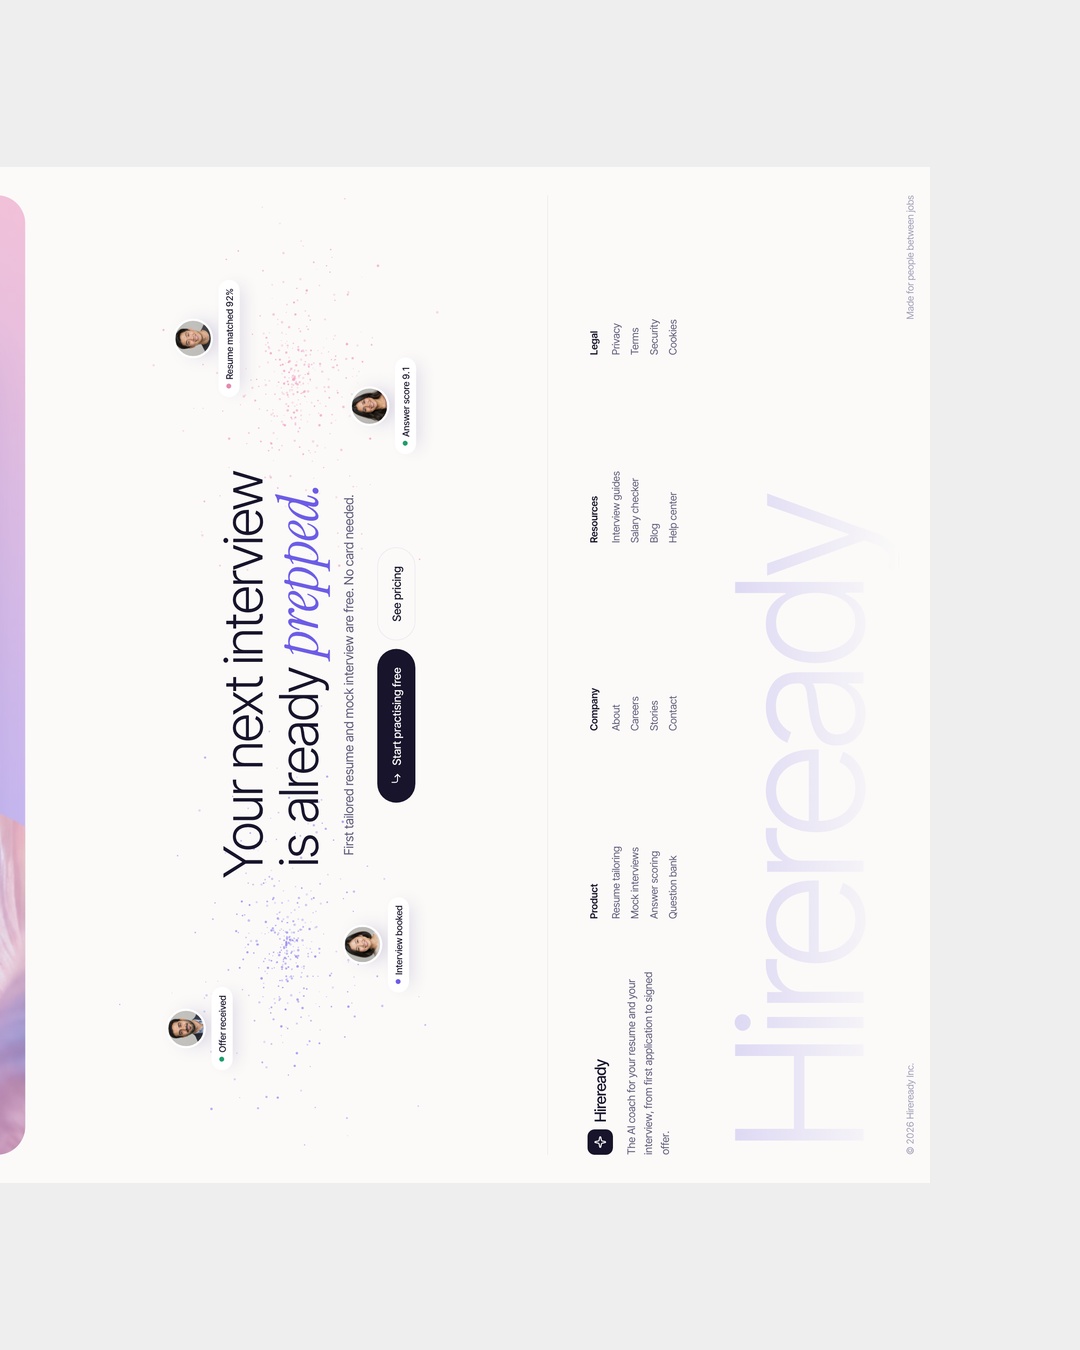 Offer received
Resume matched 92%
Your next interview
is already prepped.
Interview booked
Answer score 9.1
First tailored resume and mock interview are free. No card needed.
Start practising free
See pricing
Hireready
The AI coach for your resume and your
interview, from first application to signed
offer.
Product
Resume tailoring
Mock interviews
Answer scoring
Question bank
Company
About
Careers
Stories
Contact
Resources
Interview guides
Salary checker
Blog
Help center
Legal
Privacy
Terms
Security
Cookies
Hireready
© 2026 Hireready Inc.
Made for people between jobs